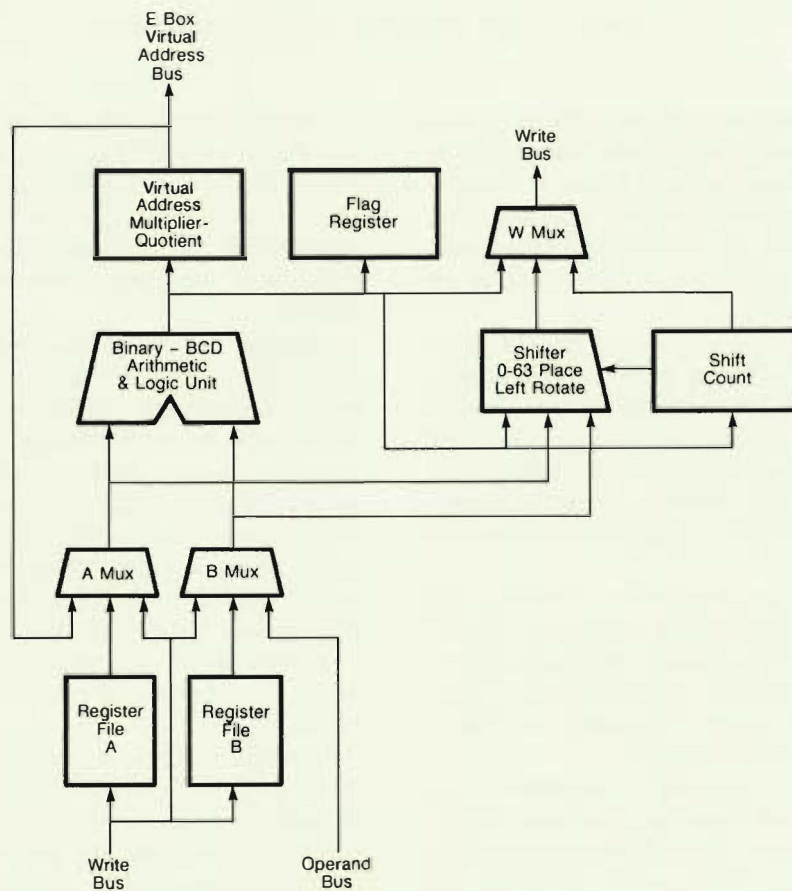 E Box
Virtual
Address
Bus
Write
Bus
Virtual
Address
Multiplier-
Quotient
Flag
Register
W Mux
Binary – BCD
Arithmetic
& Logic Unit
Shifter
0-63 Place
Left Rotate
Shift
Count
A Mux
B Mux
Register
File
A
Register
File
B
Write
Bus
Operand
Bus